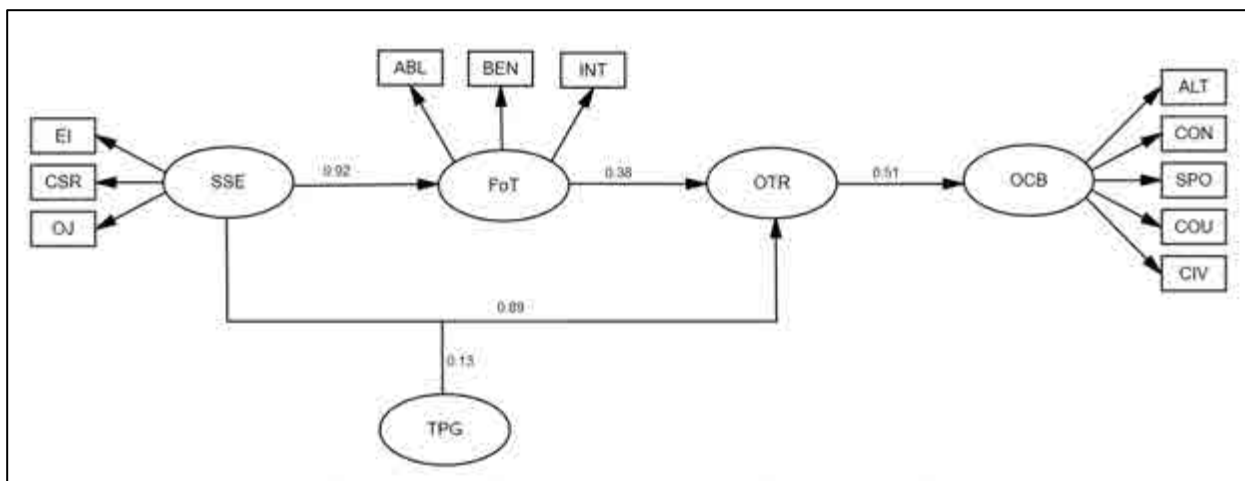 ABL BEN INT
ALT
EI
CON
CSR
SSE
0.92
FoT
0.38
OTR
0.51
OCB
SPO
OJ
COU
CIV
0.89
0.13
TPG